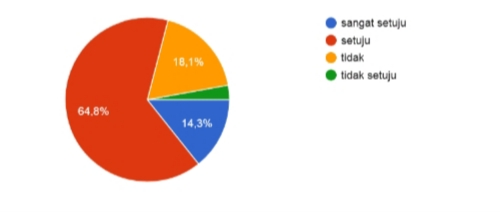 sangat setuju
setuju
tidak
tidak setuju
18,1%
64,8%
14,3%